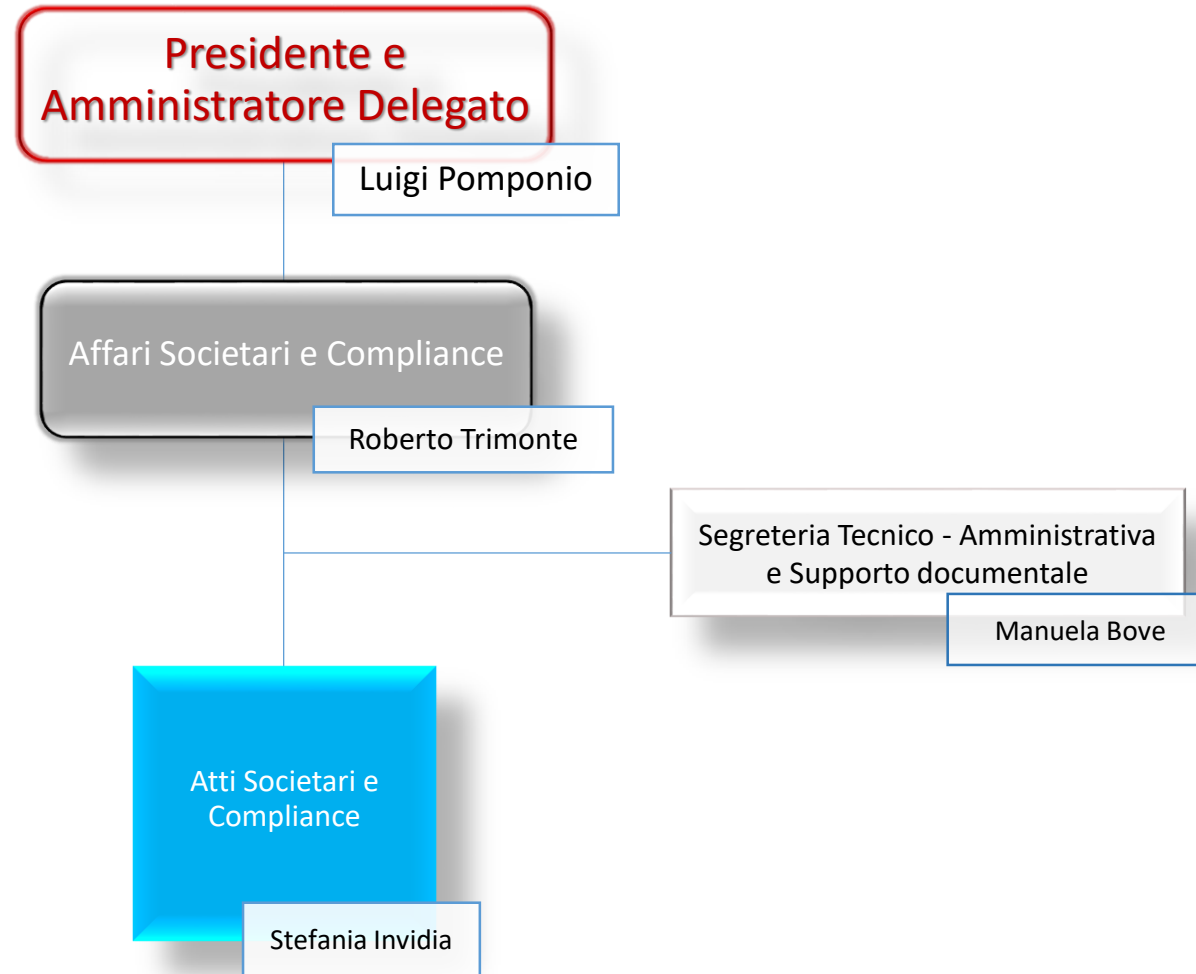 Presidente e
Amministratore Delegato
Luigi Pomponio
Affari Societari e Compliance
Roberto Trimonte
Segreteria Tecnico - Amministrativa
e Supporto documentale
Manuela Bove
Atti Societari e
Compliance
Stefania Invidia